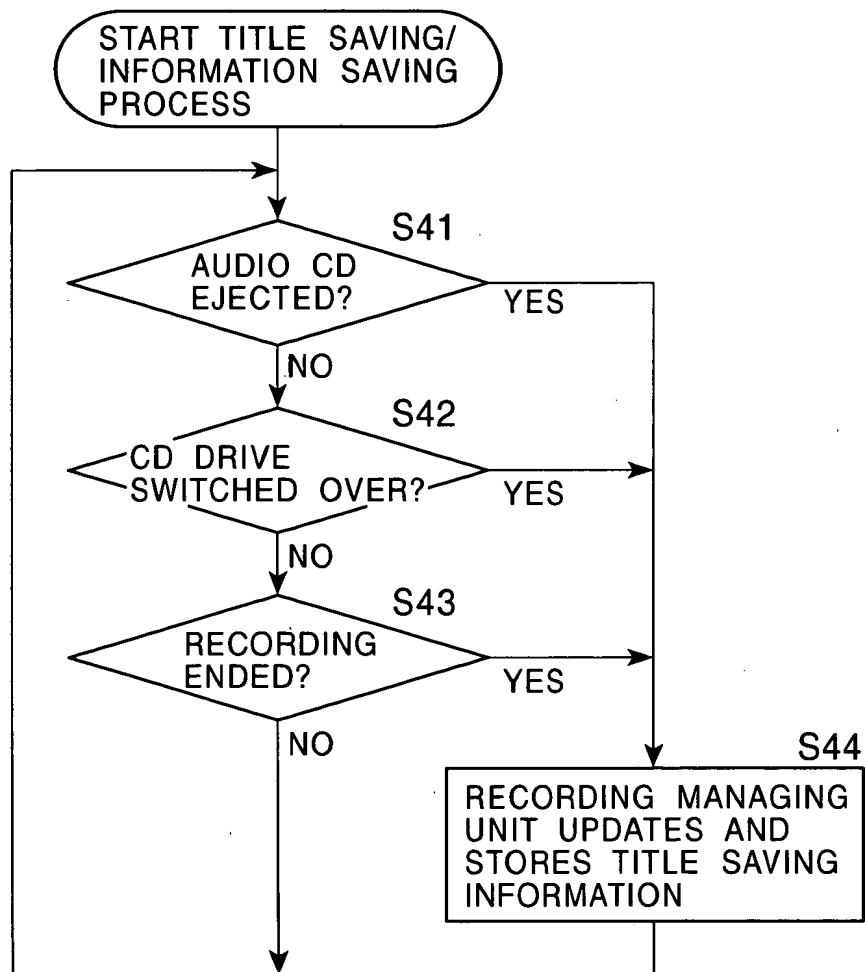 START TITLE SAVING/
INFORMATION SAVING
PROCESS
S41
AUDIO CD
EJECTED?
YES
NO
S42
CD DRIVE
SWITCHED OVER?
YES
NO
S43
RECORDING
ENDED?
YES
NO
S44
RECORDING MANAGING
UNIT UPDATES AND
STORES TITLE SAVING
INFORMATION